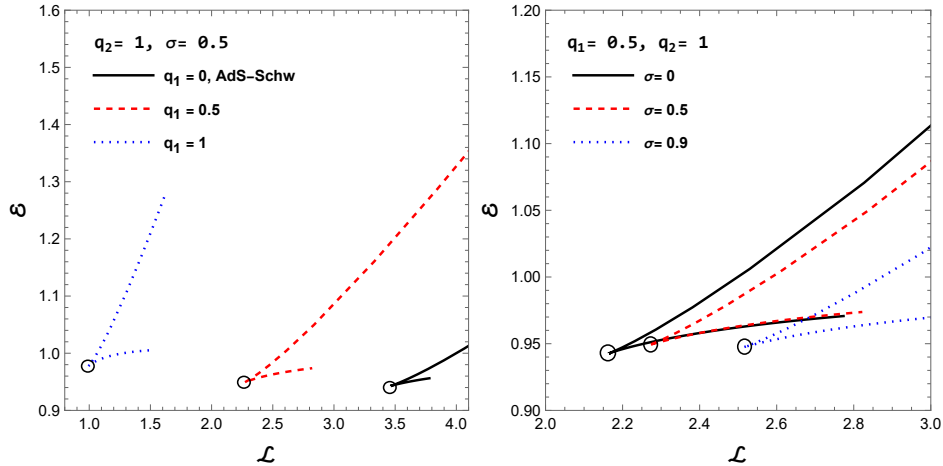 q₂= 1, σ= 0.5
q₁ = 0, AdS-Schw
q₁ = 0.5
q₁ = 1
1.6
1.5
1.4
1.3
1.2
1.1
1.0
0.9
ℰ
1.0 1.5 2.0 2.5 3.0 3.5 4.0
ℒ
q₁= 0.5, q₂= 1
σ= 0
σ= 0.5
σ= 0.9
1.20
1.15
1.10
1.05
1.00
0.95
0.90
ℰ
2.0 2.2 2.4 2.6 2.8 3.0
ℒ